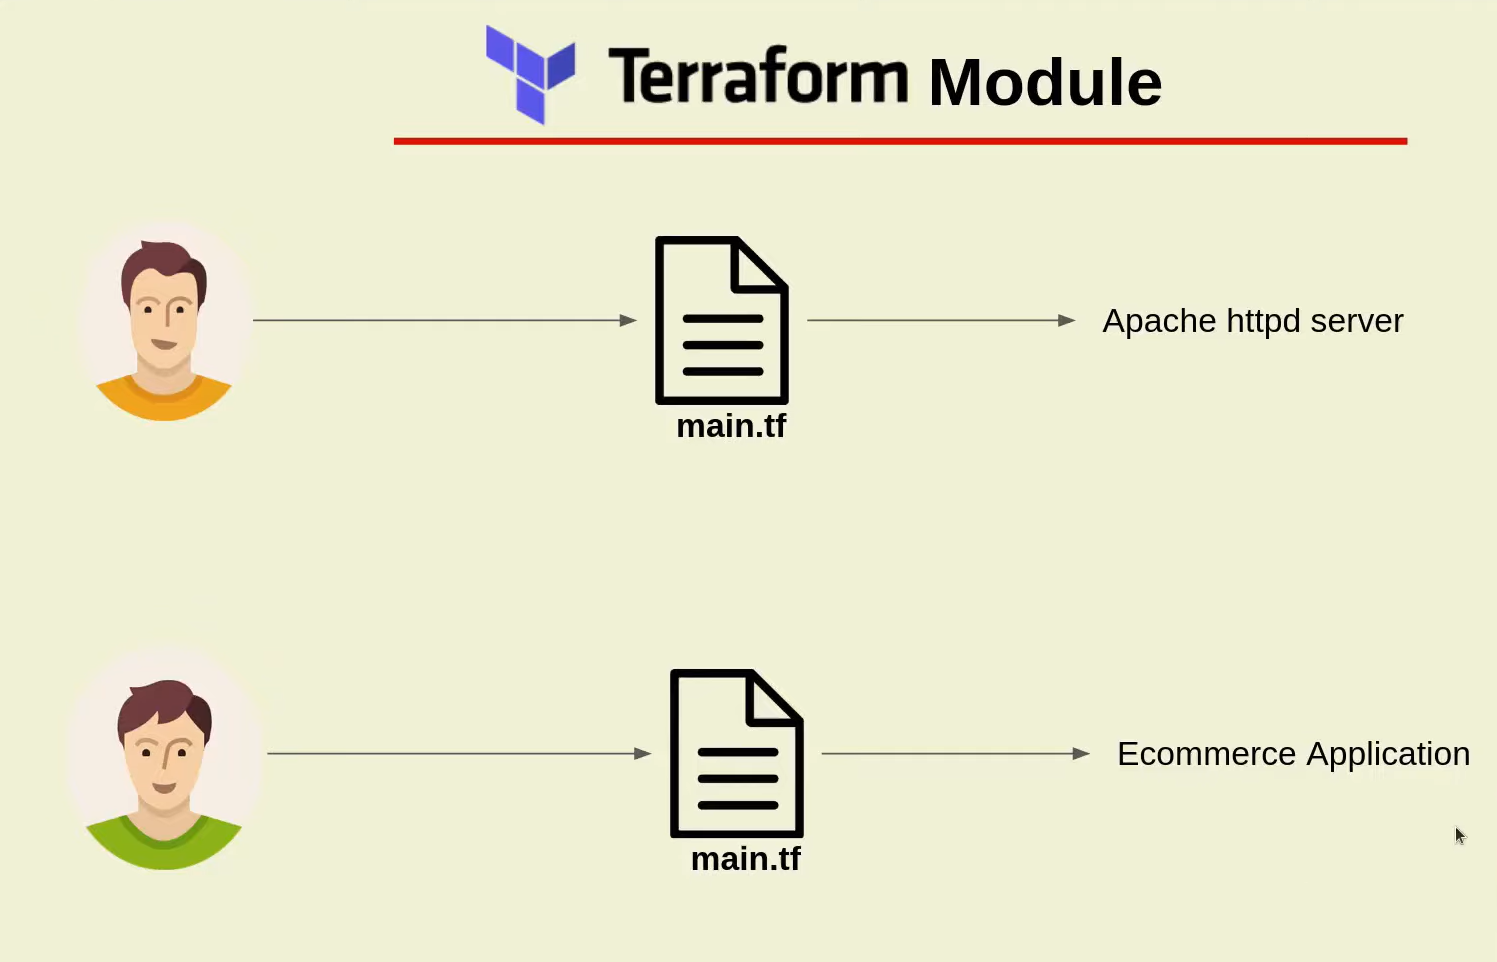 Terraform Module
Apache httpd server
main.tf
Ecommerce Application
main.tf